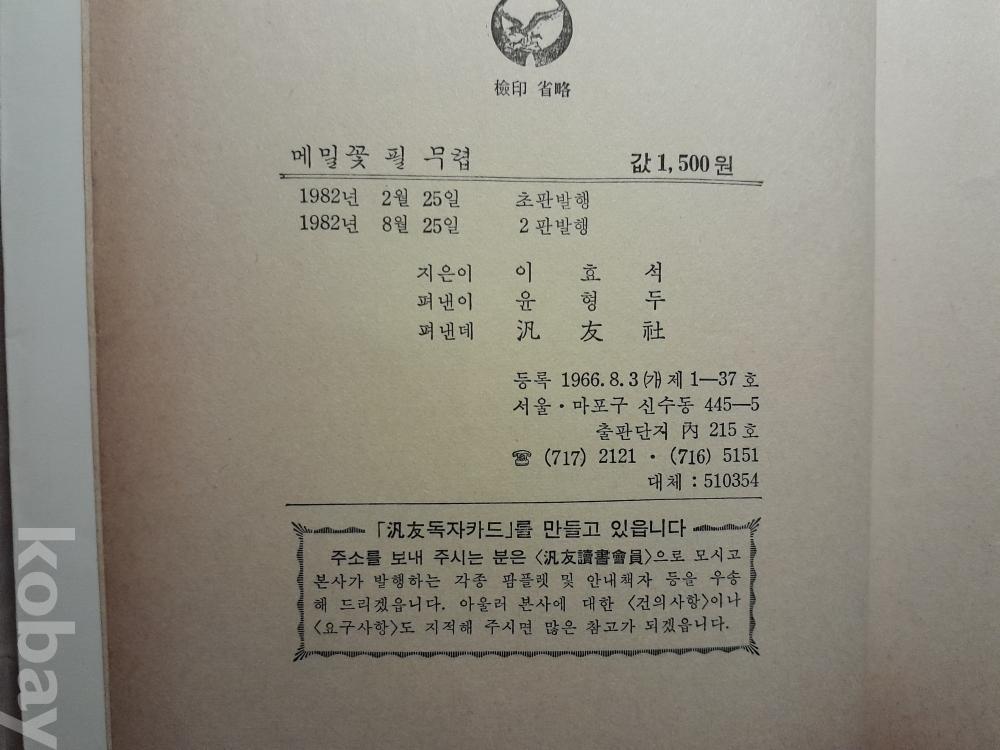 檢印 省略
메밀꽃 필 무렵 값 1,500원
1982년 2월 25일 초판발행
1982년 8월 25일 2판발행
지은이 이 효 석
펴낸이 윤 형 두
펴낸데 汎 友 社
등록 1966.8.3 ㈎ 제 1—37 호
서울·마포구 신수동 445—5
출판단지 內 215 호
☎ (717) 2121 · (716) 5151
대체 : 510354
「汎友독자카드」를 만들고 있읍니다
주소를 보내 주시는 분은 〈汎友讀書會員〉으로 모시고
본사가 발행하는 각종 팜플렛 및 안내책자 등을 우송
해 드리겠읍니다. 아울러 본사에 대한 〈건의사항〉이나
〈요구사항〉도 지적해 주시면 많은 참고가 되겠읍니다.
kobay